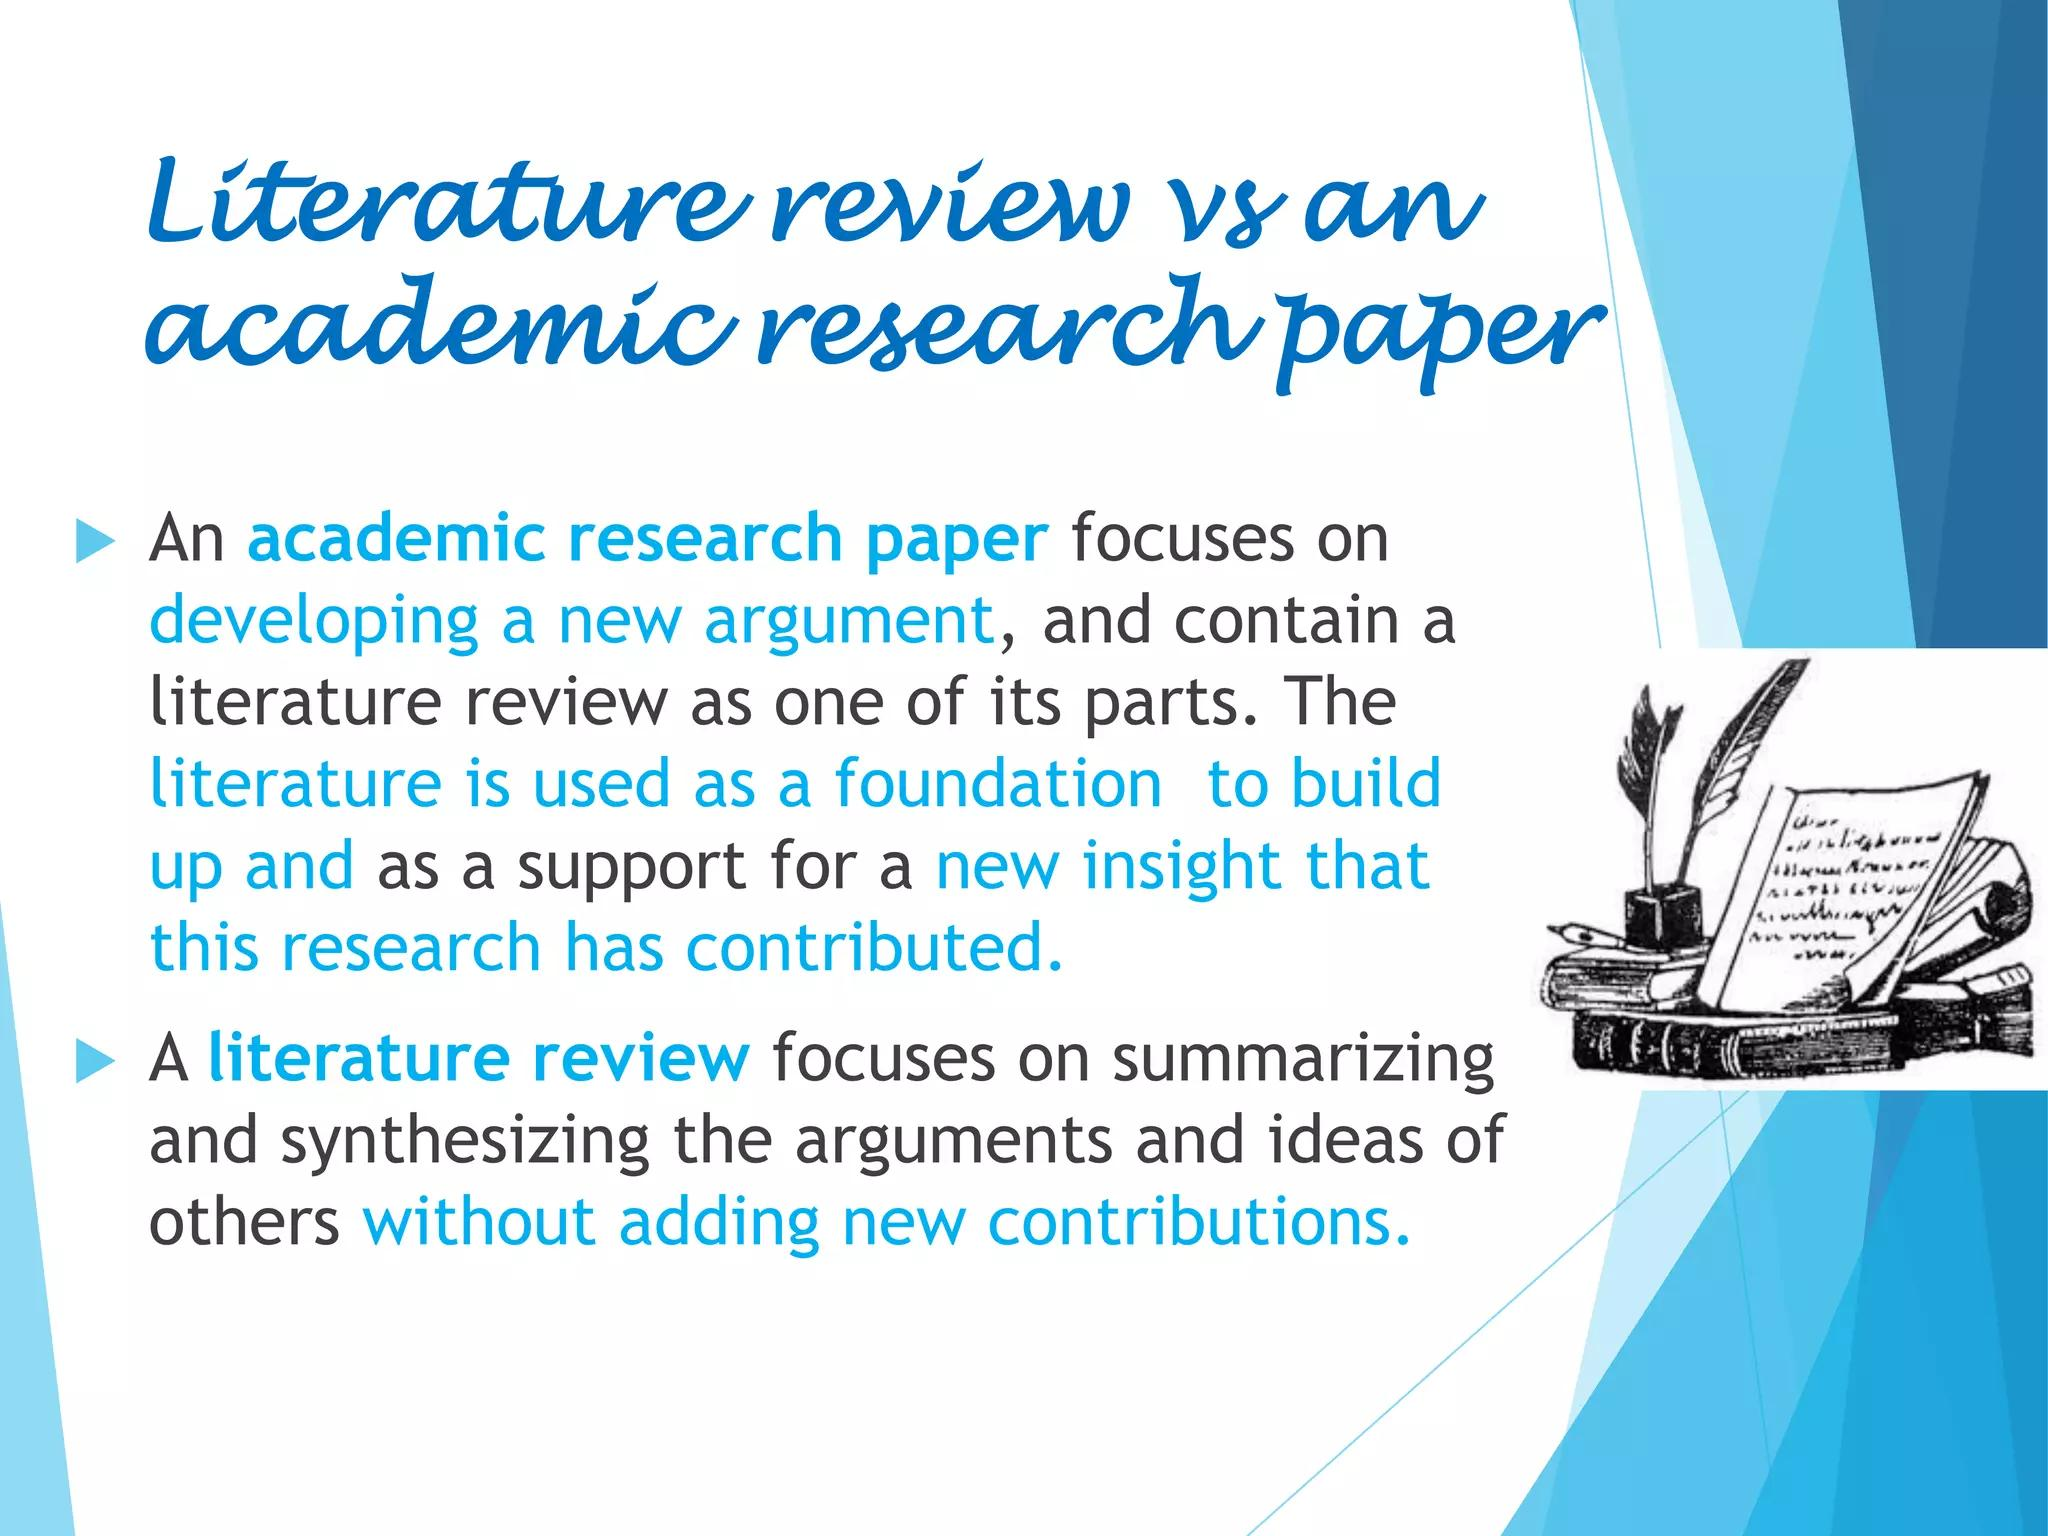 Literature review vs an
academic research paper
An academic research paper focuses on
developing a new argument, and contain a
literature review as one of its parts. The
literature is used as a foundation  to build
up and as a support for a new insight that
this research has contributed.
A literature review focuses on summarizing
and synthesizing the arguments and ideas of
others without adding new contributions.